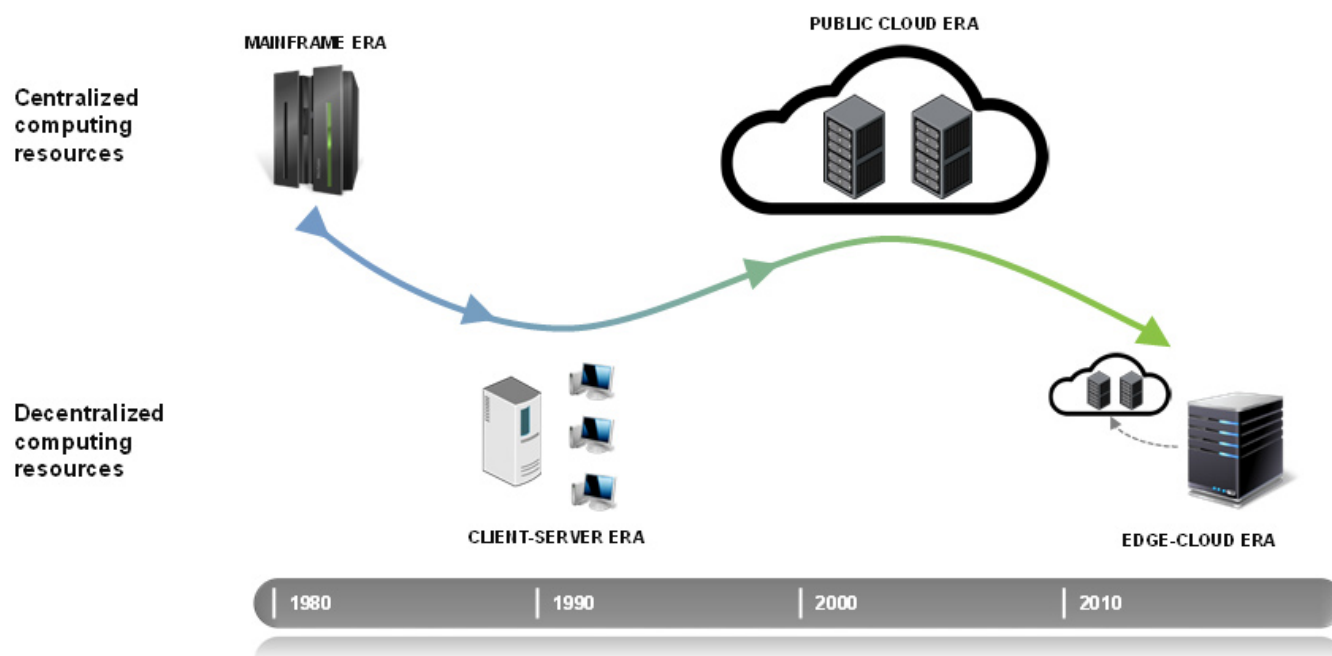 MAINFRAME ERA
PUBLIC CLOUD ERA
Centralized
computing
resources
Decentralized
computing
resources
CLIENT-SERVER ERA
EDGE-CLOUD ERA
1980
1990
2000
2010